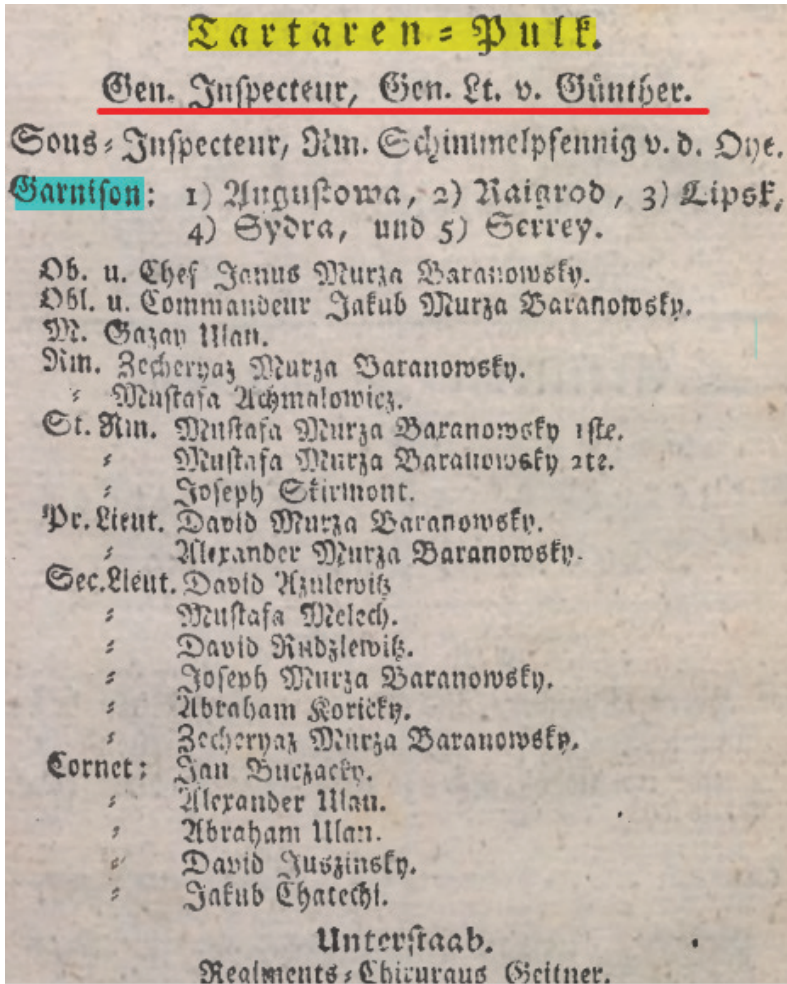 Tartaren=Pulk.
Gen. Inspecteur, Gen. Lt. v. Günther.
Sous=Inspecteur, Rm. Schimmelpfennig v. d. Oye.
Garnison: 1) Augustowa, 2) Raigrod, 3) Lipsk,
4) Sydra, und 5) Serrey.
Ob. u. Chef Janus Murza Baranowsky.
Obl. u. Commandeur Jakub Murza Baranowsky.
M. Gazay Ulan.
Rm. Zecheryaz Murza Baranowsky.
= Mustafa Achmatowicz.
St. Rm. Mustafa Murza Baranowsky 1ste.
= Mustafa Murza Baranowsky 2te.
= Joseph Skirmont.
Pr. Lieut. David Murza Baranowsky.
= Alexander Murza Baranowsky.
Sec. Lieut. David Azulewitz
= Mustafa Melech.
= David Rudzlewitz.
= Joseph Murza Baranowsky.
= Abraham Koricky.
= Zecheryaz Murza Baranowsky.
Cornet: Jan Buczacky.
= Alexander Ulan.
= Abraham Ulan.
= David Juszinsky.
= Jakub Chatechi.
Unterstaab.
Regiments=Chirurgus Geitner.